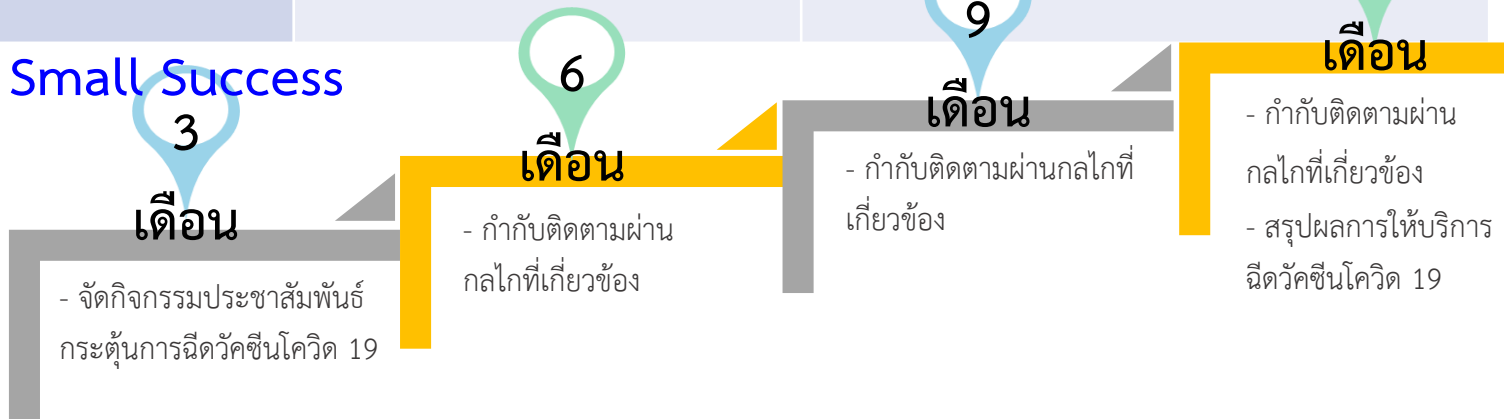 Small Success
3
เดือน
- จัดกิจกรรมประชาสัมพันธ์
กระตุ้นการฉีดวัคซีนโควิด 19
6
เดือน
- กำกับติดตามผ่าน
กลไกที่เกี่ยวข้อง
9
เดือน
- กำกับติดตามผ่านกลไกที่
เกี่ยวข้อง
เดือน
- กำกับติดตามผ่าน
กลไกที่เกี่ยวข้อง
- สรุปผลการให้บริการ
ฉีดวัคซีนโควิด 19